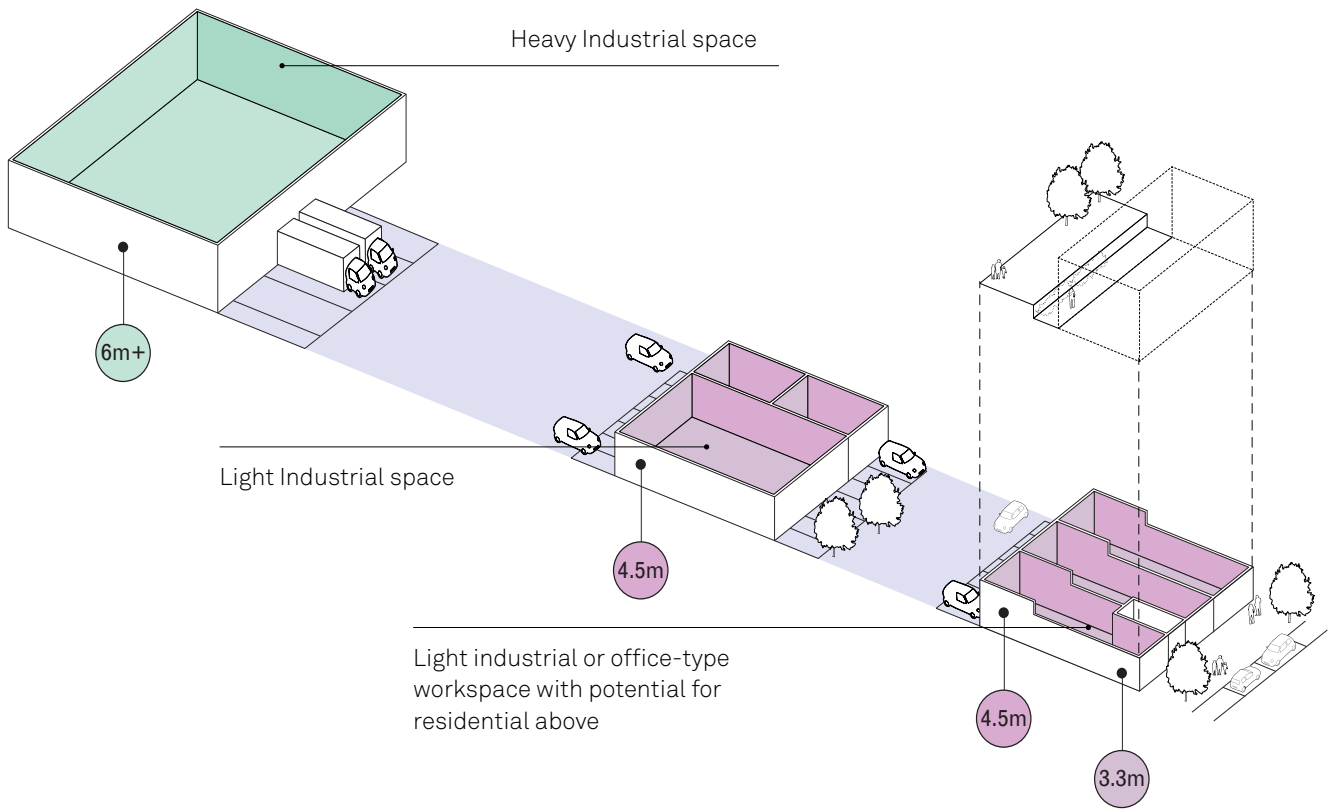 Heavy Industrial space
6m+
Light Industrial space
4.5m
Light industrial or office-type
workspace with potential for
residential above
4.5m
3.3m